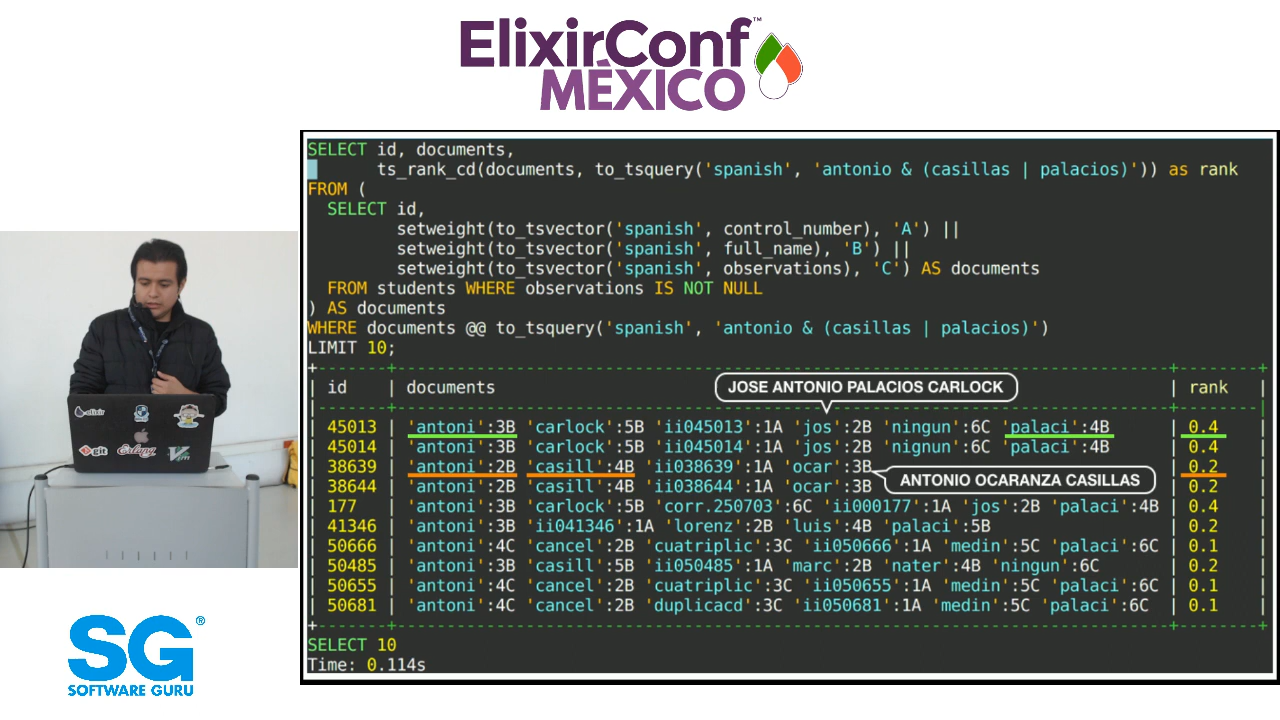 ElixirConf™
MÉXICO
SELECT id, documents,
ts_rank_cd(documents, to_tsquery('spanish', 'antonio & (casillas | palacios)')) as rank
FROM (
SELECT id,
setweight(to_tsvector('spanish', control_number), 'A') ||
setweight(to_tsvector('spanish', full_name), 'B') ||
setweight(to_tsvector('spanish', observations), 'C') AS documents
FROM students WHERE observations IS NOT NULL
) AS documents
WHERE documents @@ to_tsquery('spanish', 'antonio & (casillas | palacios)')
LIMIT 10;
| id | documents | rank |
JOSE ANTONIO PALACIOS CARLOCK
| 45013 | 'antoni':3B 'carlock':5B 'ii045013':1A 'jos':2B 'ningun':6C 'palaci':4B | 0.4 |
| 45014 | 'antoni':3B 'carlock':5B 'ii045014':1A 'jos':2B 'nignun':6C 'palaci':4B | 0.4 |
| 38639 | 'antoni':2B 'casill':4B 'ii038639':1A 'ocar':3B | 0.2 |
ANTONIO OCARANZA CASILLAS
| 38644 | 'antoni':2B 'casill':4B 'ii038644':1A 'ocar':3B | 0.2 |
| 177 | 'antoni':3B 'carlock':5B 'corr.250703':6C 'ii000177':1A 'jos':2B 'palaci':4B | 0.4 |
| 41346 | 'antoni':3B 'ii041346':1A 'lorenz':2B 'luis':4B 'palaci':5B | 0.2 |
| 50666 | 'antoni':4C 'cancel':2B 'cuatriplic':3C 'ii050666':1A 'medin':5C 'palaci':6C | 0.1 |
| 50485 | 'antoni':3B 'casill':5B 'ii050485':1A 'marc':2B 'nater':4B 'ningun':6C | 0.2 |
| 50655 | 'antoni':4C 'cancel':2B 'cuatriplic':3C 'ii050655':1A 'medin':5C 'palaci':6C | 0.1 |
| 50681 | 'antoni':4C 'cancel':2B 'duplicacd':3C 'ii050681':1A 'medin':5C 'palaci':6C | 0.1 |
SELECT 10
Time: 0.114s
elixir
git
Erlang
SG®
SOFTWARE GURU